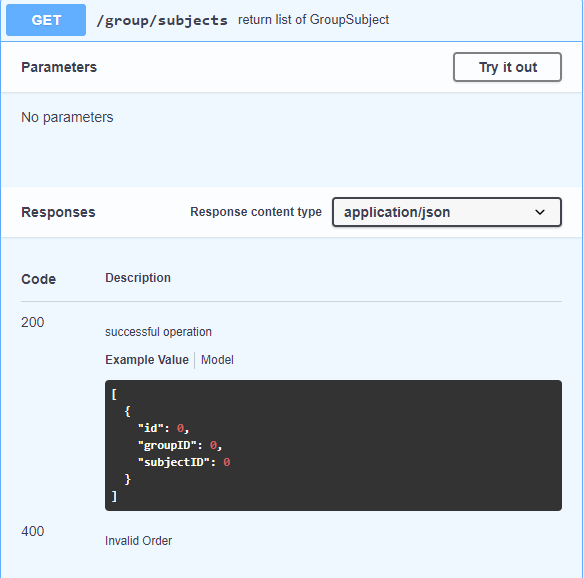 GET /group/subjects return list of GroupSubject
Parameters Try it out
No parameters
Responses Response content type application/json
Code Description
200
successful operation
Example Value Model
[
{
"id": 0,
"groupID": 0,
"subjectID": 0
}
]
400
Invalid Order